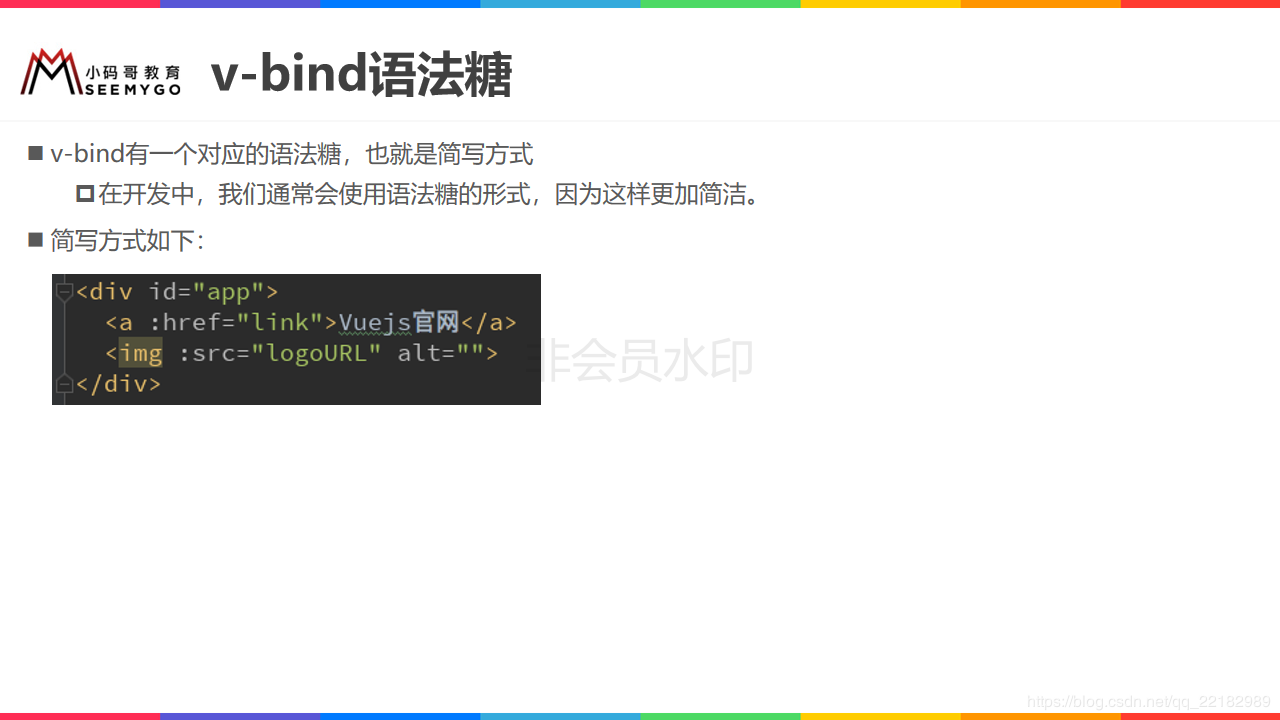 小码哥教育
SEEMYGO
v-bind语法糖
v-bind有一个对应的语法糖，也就是简写方式
在开发中，我们通常会使用语法糖的形式，因为这样更加简洁。
简写方式如下：
<div id="app">
<a :href="link">Vuejs官网</a>
<img :src="logoURL" alt="">
</div>
非会员水印
https://blog.csdn.net/qq_22182989